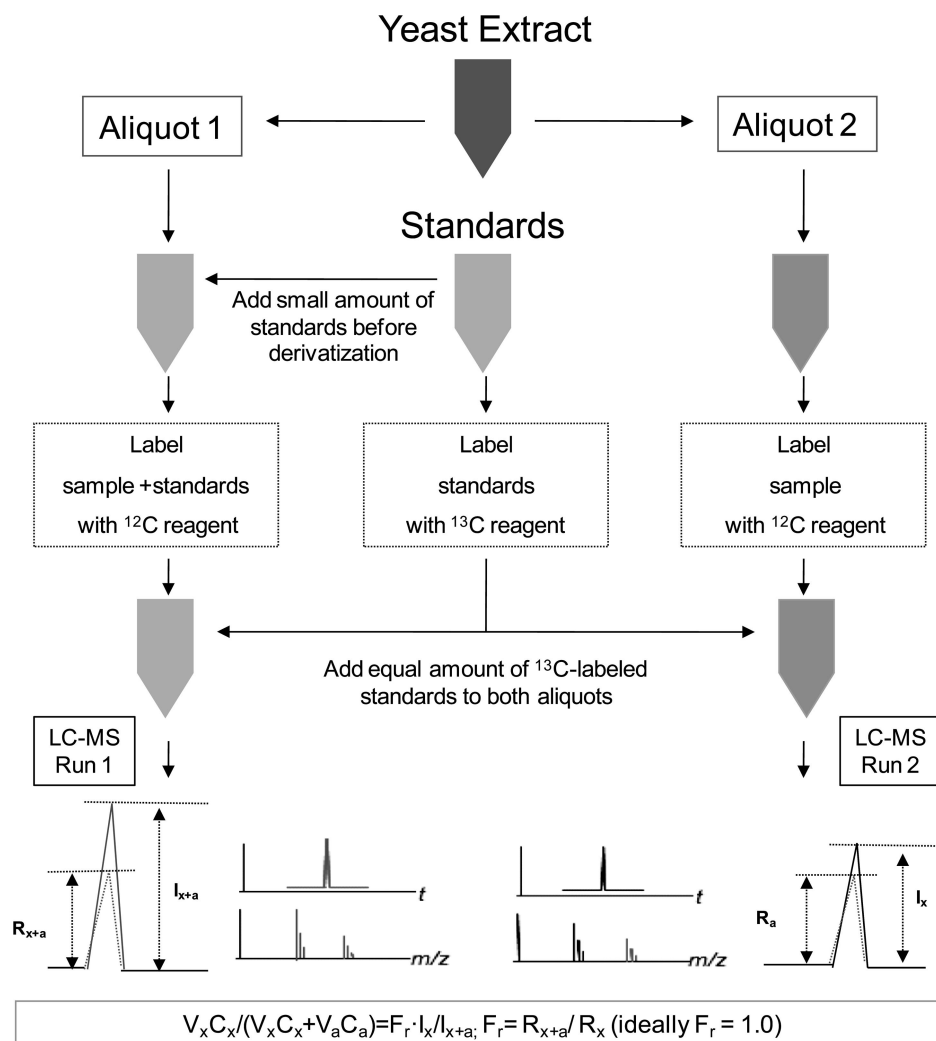 Yeast Extract
Aliquot 1
Aliquot 2
Standards
Add small amount of
standards before
derivatization
Label
sample +standards
with ¹²C reagent
Label
standards
with ¹³C reagent
Label
sample
with ¹²C reagent
Add equal amount of ¹³C-labeled
standards to both aliquots
LC-MS
Run 1
LC-MS
Run 2
Rₓ₊ₐ
Iₓ₊ₐ
t
m/z
t
m/z
Rₐ
Iₓ
VₓCₓ/(VₓCₓ+VₐCₐ)=Fᵣ·Iₓ/Iₓ₊ₐ; Fᵣ= Rₓ₊ₐ/ Rₓ (ideally Fᵣ = 1.0)